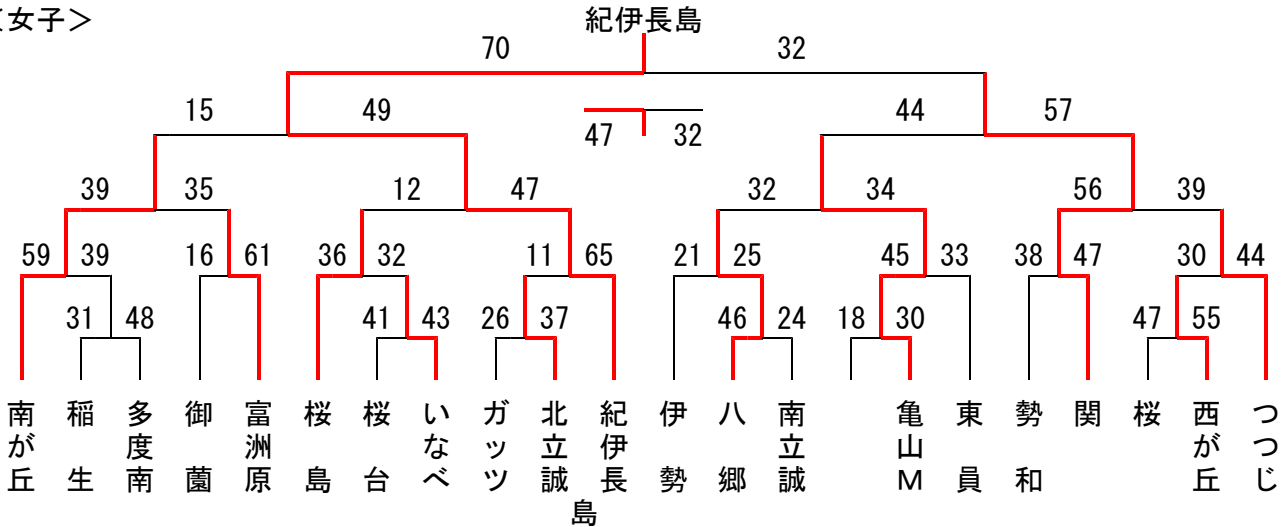 <女子>
紀伊長島
70 32
15 49 44 57
47 32
39 35 12 47 32 34 56 39
59 39 16 61 36 32 11 65 21 25 45 33 38 47 30 44
31 48 41 43 26 37 46 24 18 30 47 55
南が丘
稲生
多度南
御薗
富洲原
桜島
桜台
いなべ
ガッツ
北立誠
紀伊長島
伊勢
八郷
南立誠
亀山M
東員
勢和
関
桜
西が丘
つつじ